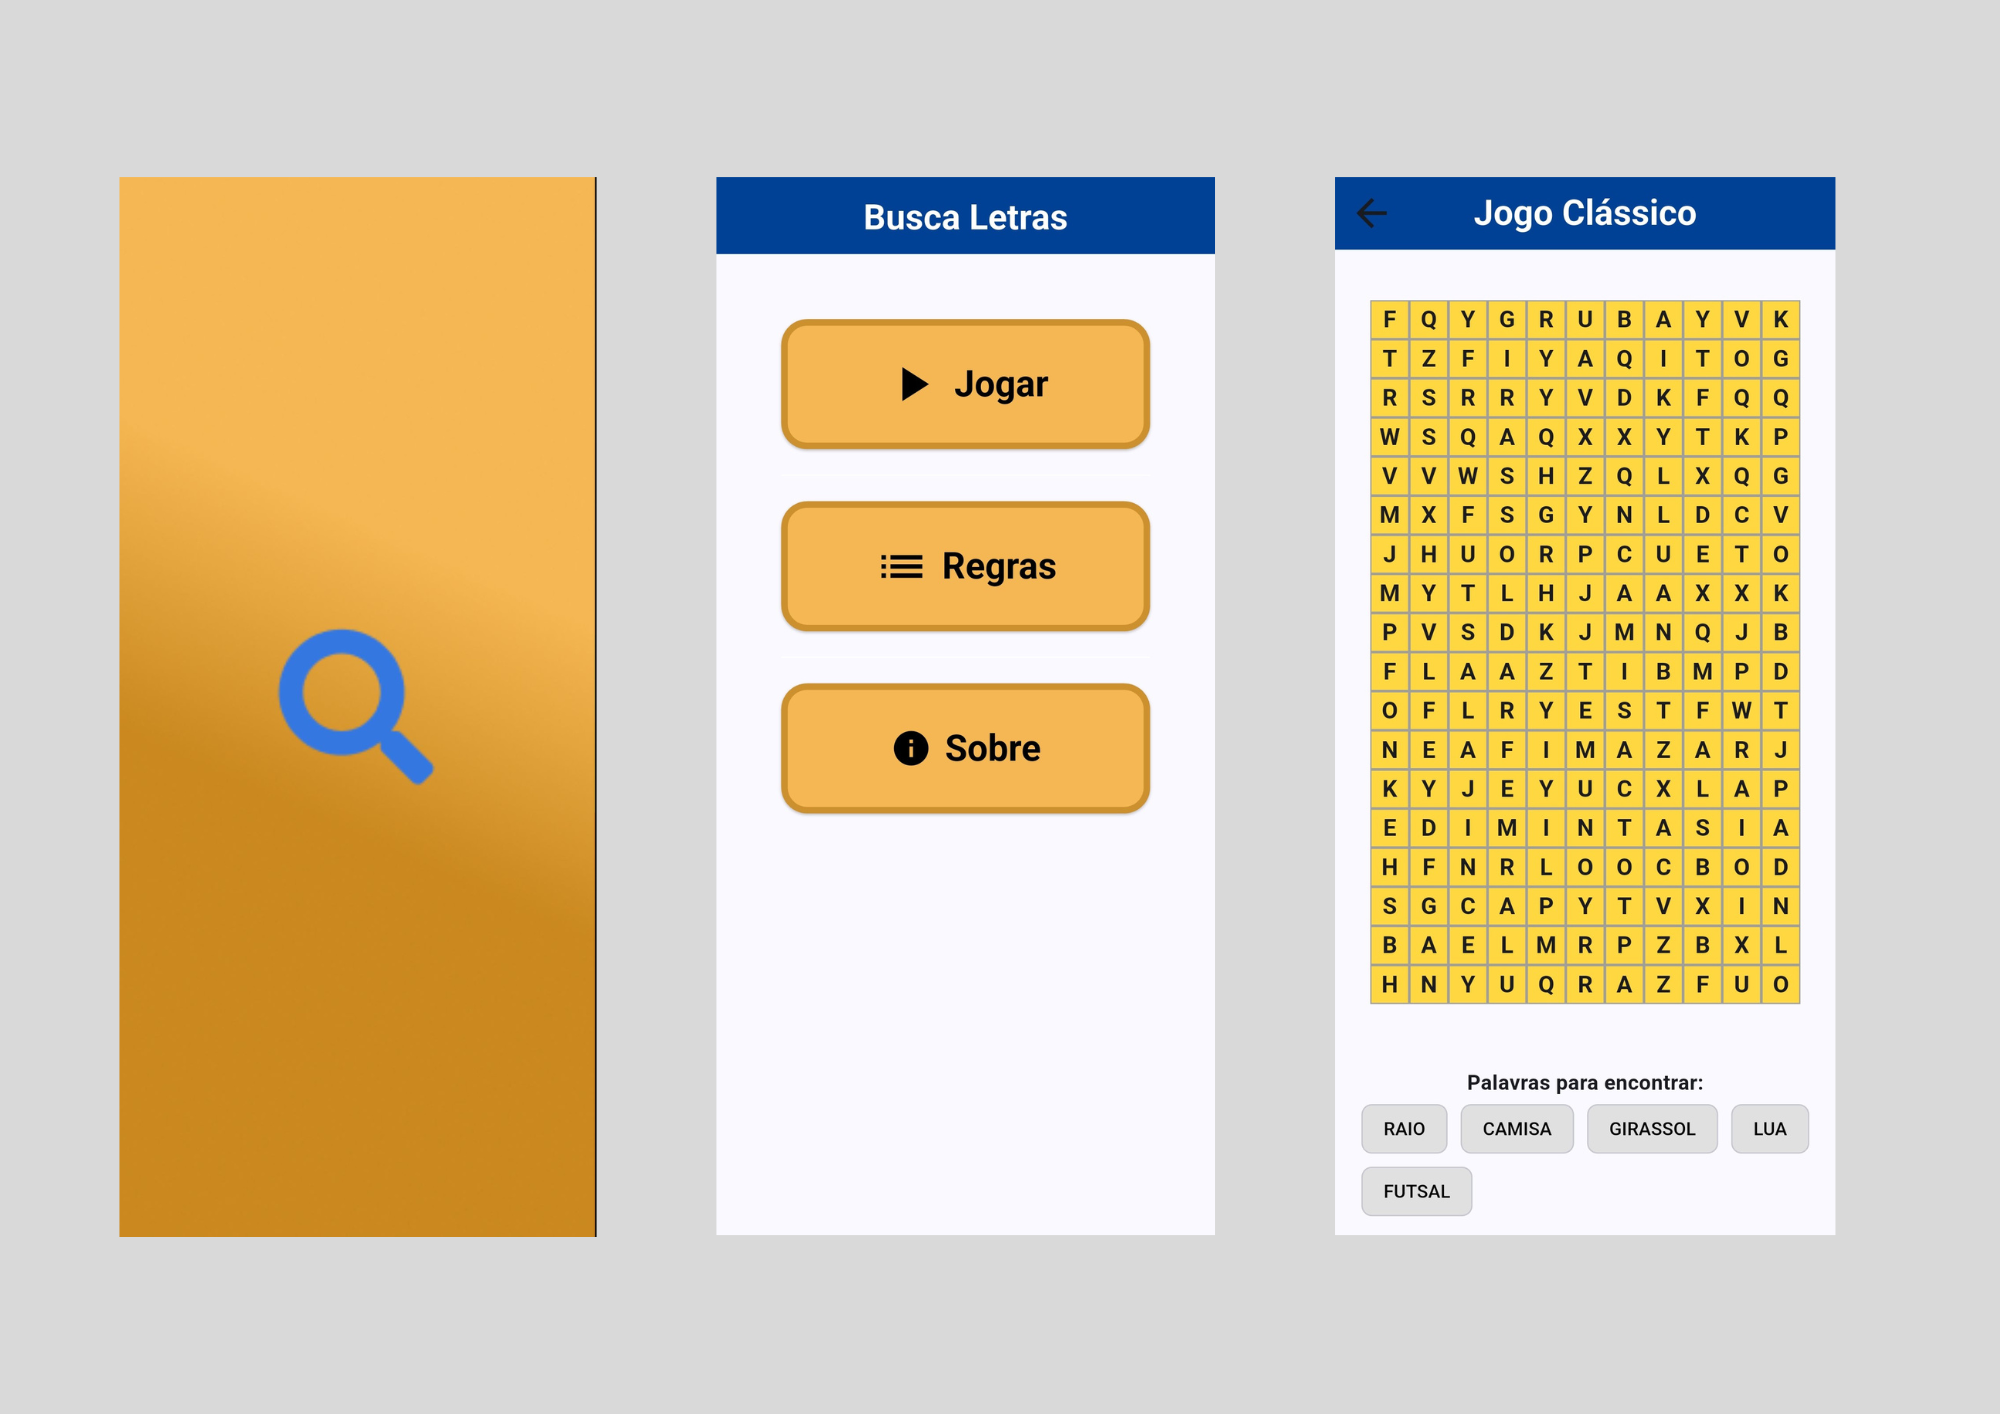 Busca Letras
Jogar
Regras
Sobre
Jogo Clássico
F Q Y G R U B A Y V K
T Z F I Y A Q I T O G
R S R R Y V D K F Q Q
W S Q A Q X X Y T K P
V V W S H Z Q L X Q G
M X F S G Y N L D C V
J H U O R P C U E T O
M Y T L H J A A X X K
P V S D K J M N Q J B
F L A A Z T I B M P D
O F L R Y E S T F W T
N E A F I M A Z A R J
K Y J E Y U C X L A P
E D I M I N T A S I A
H F N R L O O C B O D
S G C A P Y T V X I N
B A E L M R P Z B X L
H N Y U Q R A Z F U O
Palavras para encontrar:
RAIO CAMISA GIRASSOL LUA
FUTSAL